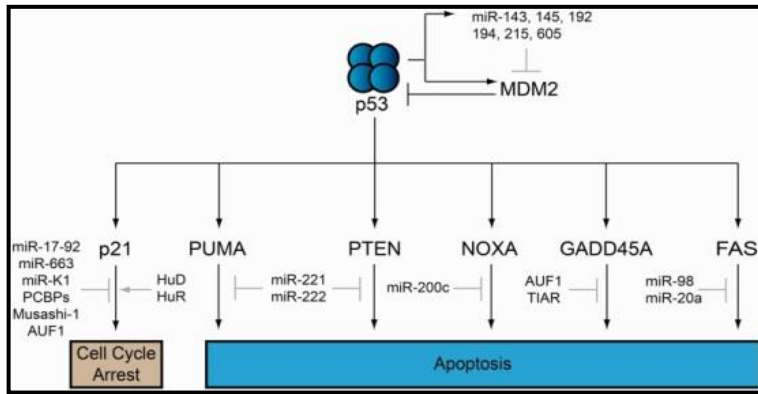 miR-143, 145, 192
194, 215, 605
p53
MDM2
miR-17-92
miR-663
miR-K1
PCBPs
Musashi-1
AUF1
p21
PUMA
PTEN
NOXA
GADD45A
FAS
HuD
HuR
miR-221
miR-222
miR-200c
AUF1
TIAR
miR-98
miR-20a
Cell Cycle
Arrest
Apoptosis